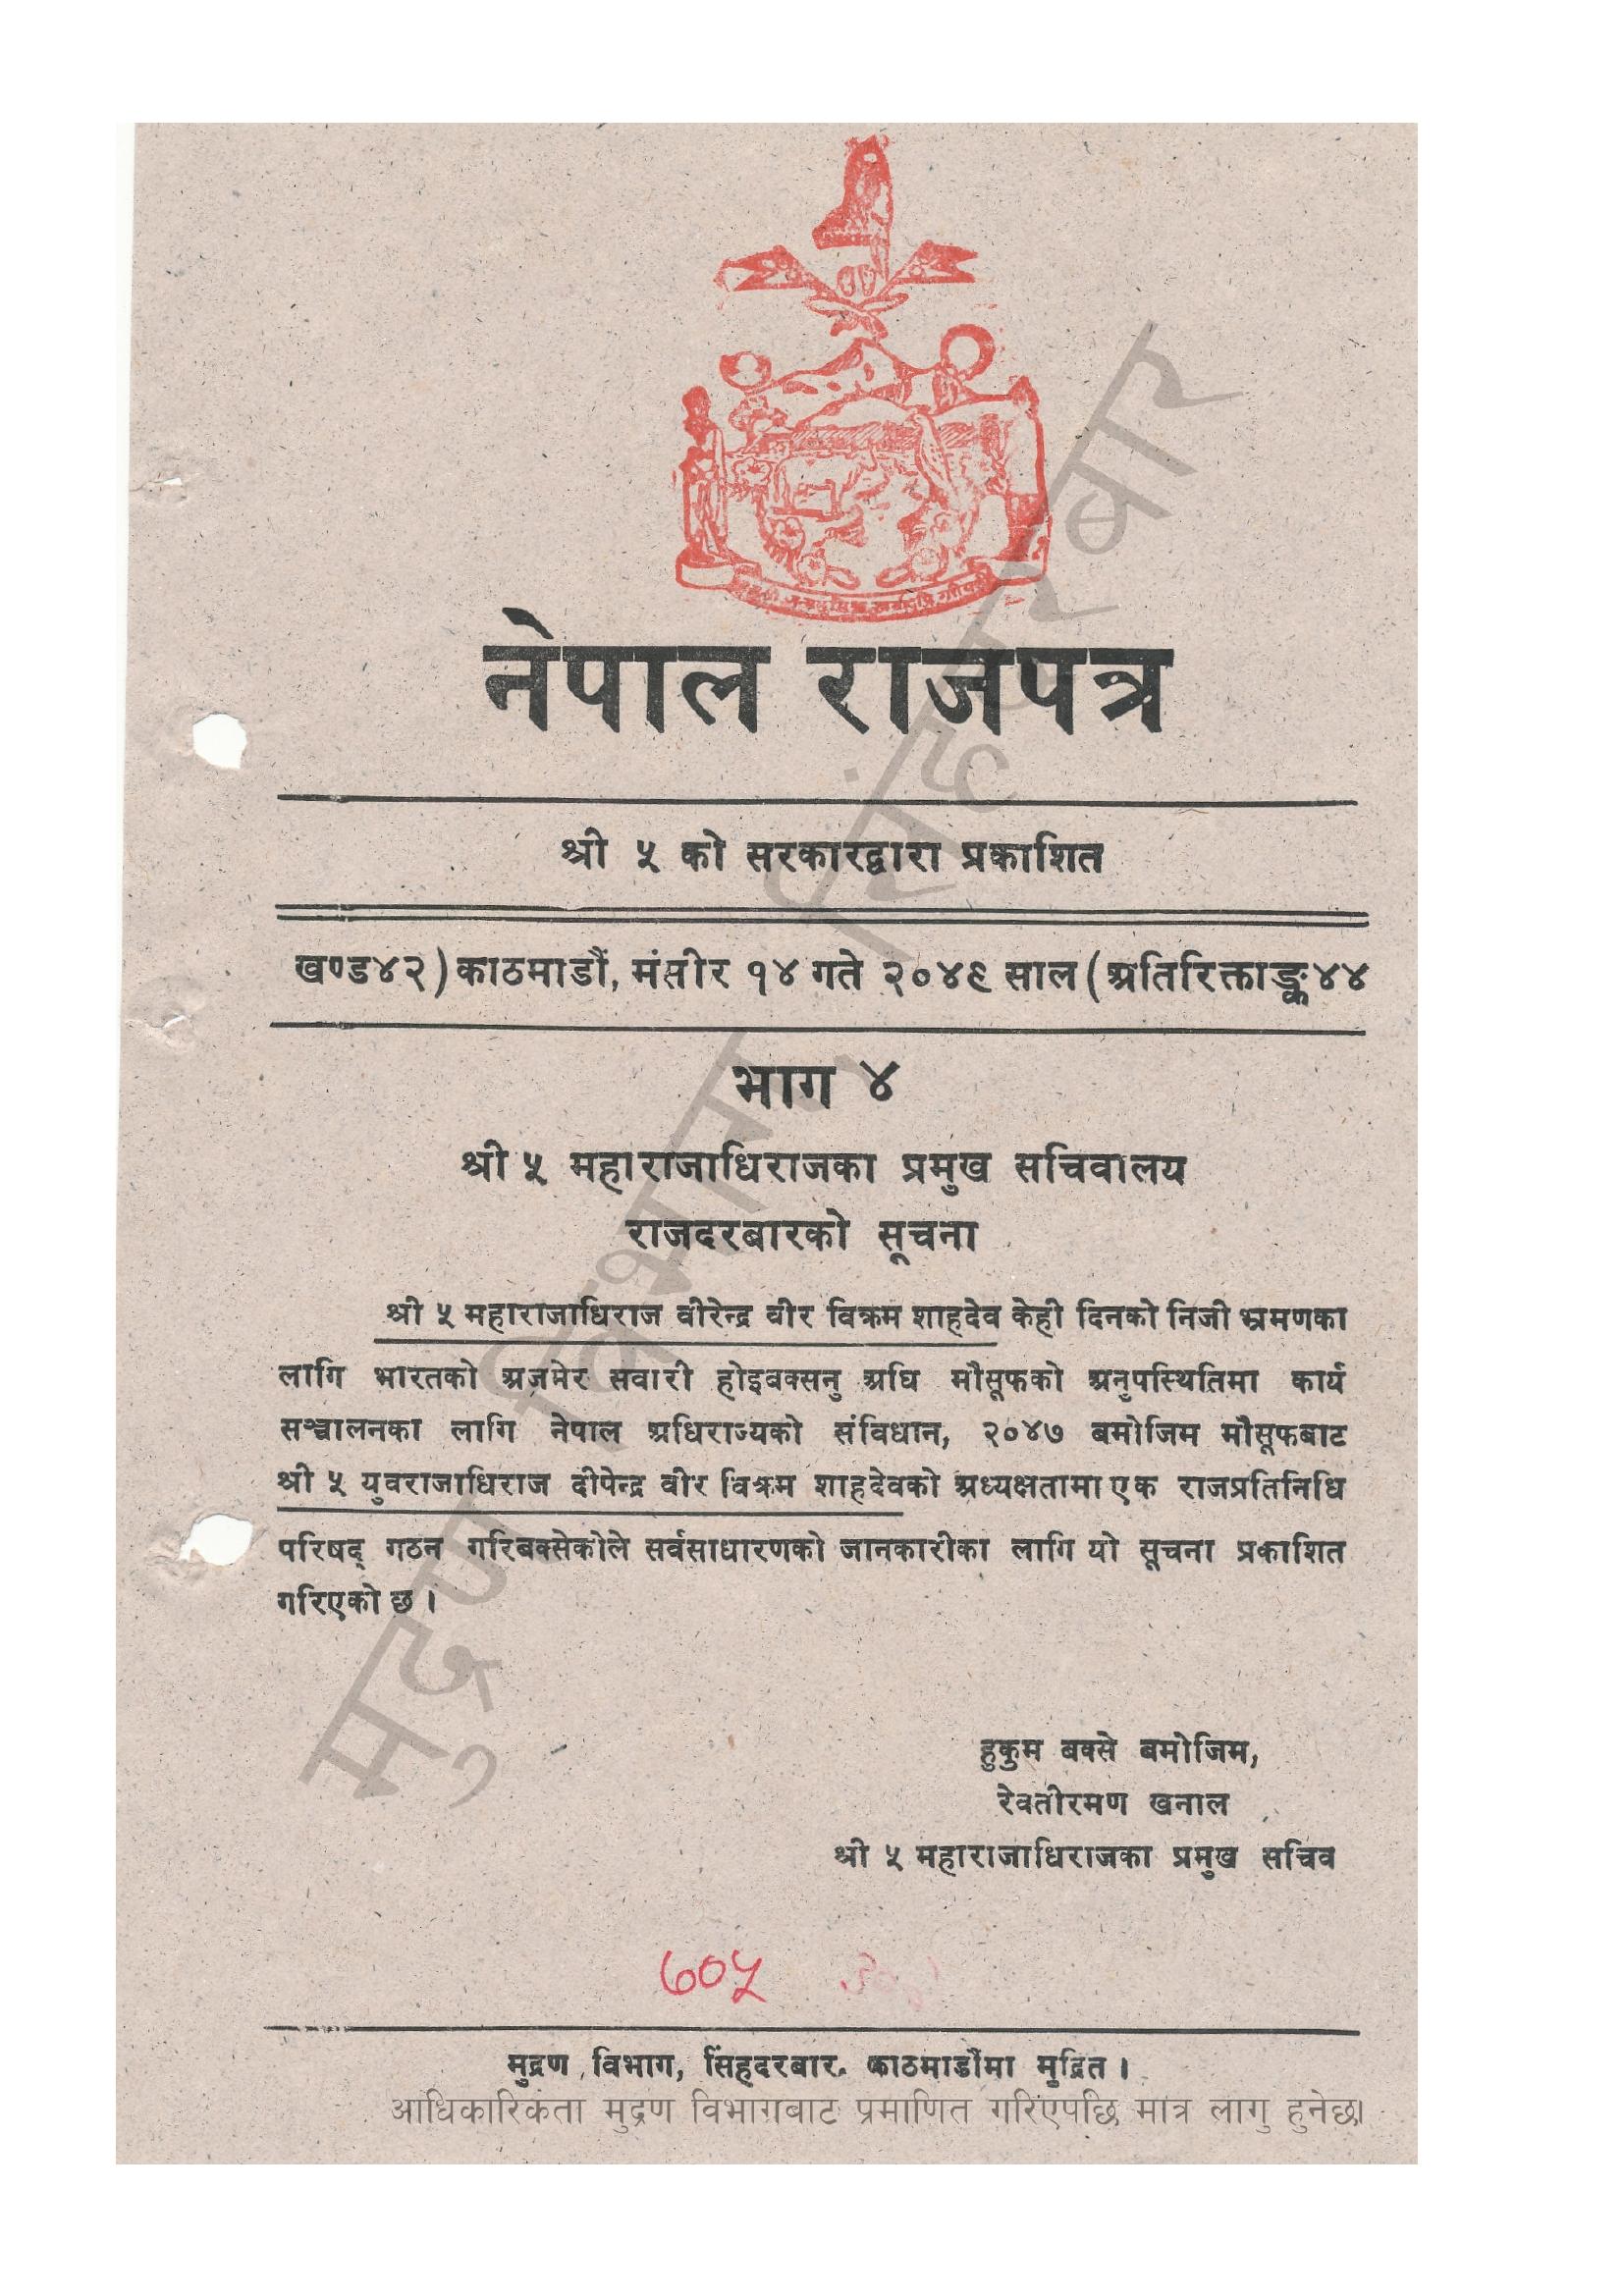 नेपाल राजपत्र
श्री ५ को सरकारद्वारा प्रकाशित
खण्ड४२) काठमाडौं, मंसीर १४ गते २०४९ साल (अतिरिक्ताङ्क४४
भाग ४
श्री ५ महाराजाधिराजका प्रमुख सचिवालय
राजदरबारको सूचना
श्री ५ महाराजाधिराज वीरेन्द्र वीर विक्रम शाहदेव केही दिनको निजी भ्रमणका
लागि भारतको अजमेर सवारी होइबक्सनु अघि मौसूफको अनुपस्थितिमा कार्य
सञ्चालनका लागि नेपाल अधिराज्यको संविधान, २०४७ बमोजिम मौसूफबाट
श्री ५ युवराजाधिराज दीपेन्द्र वीर विक्रम शाहदेवको अध्यक्षतामा एक राजप्रतिनिधि
परिषद् गठन गरिबक्सेकोले सर्वसाधारणको जानकारीका लागि यो सूचना प्रकाशित
गरिएको छ ।
हुकुम बक्से बमोजिम,
रेवतीरमण खनाल
श्री ५ महाराजाधिराजका प्रमुख सचिव
७०५
मुद्रण विभाग, सिंहदरबार, काठमाडौंमा मुद्रित ।
आधिकारिकता मुद्रण विभागबाट प्रमाणित गरिएपछि मात्र लागु हुनेछ।
मुद्रण विभाग, सिंहदरबार